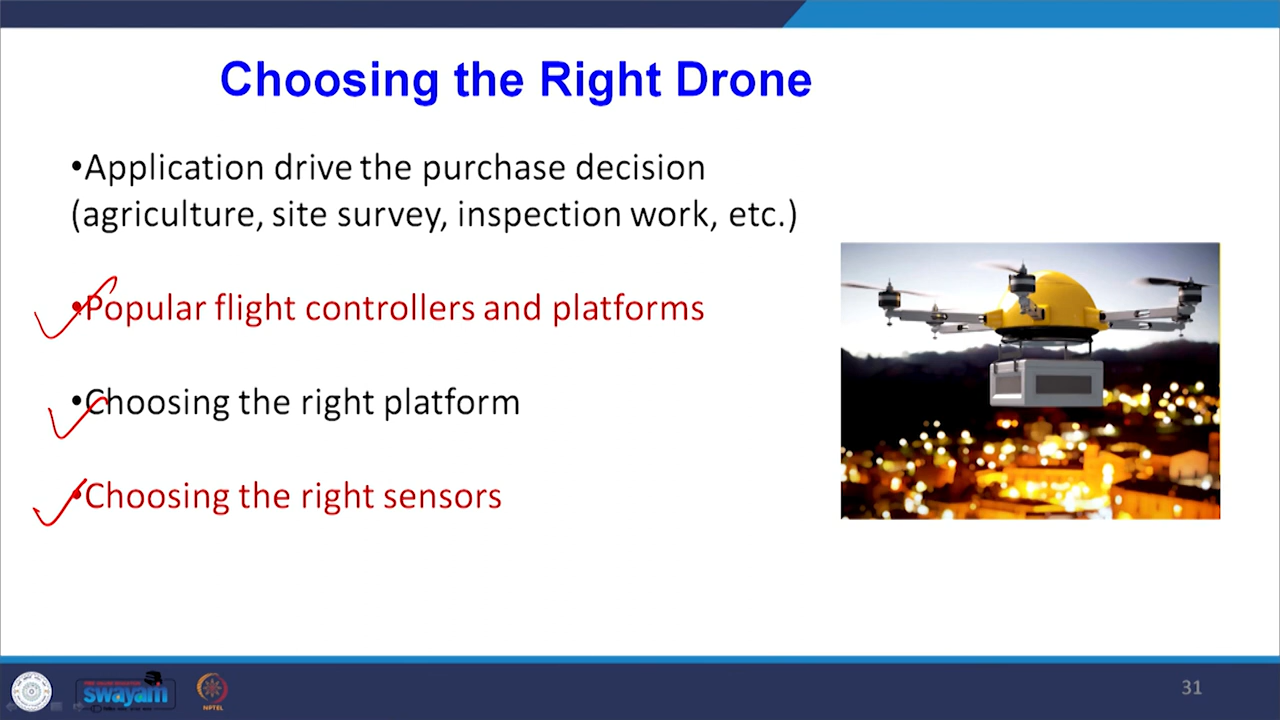 Choosing the Right Drone
•Application drive the purchase decision
(agriculture, site survey, inspection work, etc.)
•Popular flight controllers and platforms
•Choosing the right platform
•Choosing the right sensors
swayam
NPTEL
31